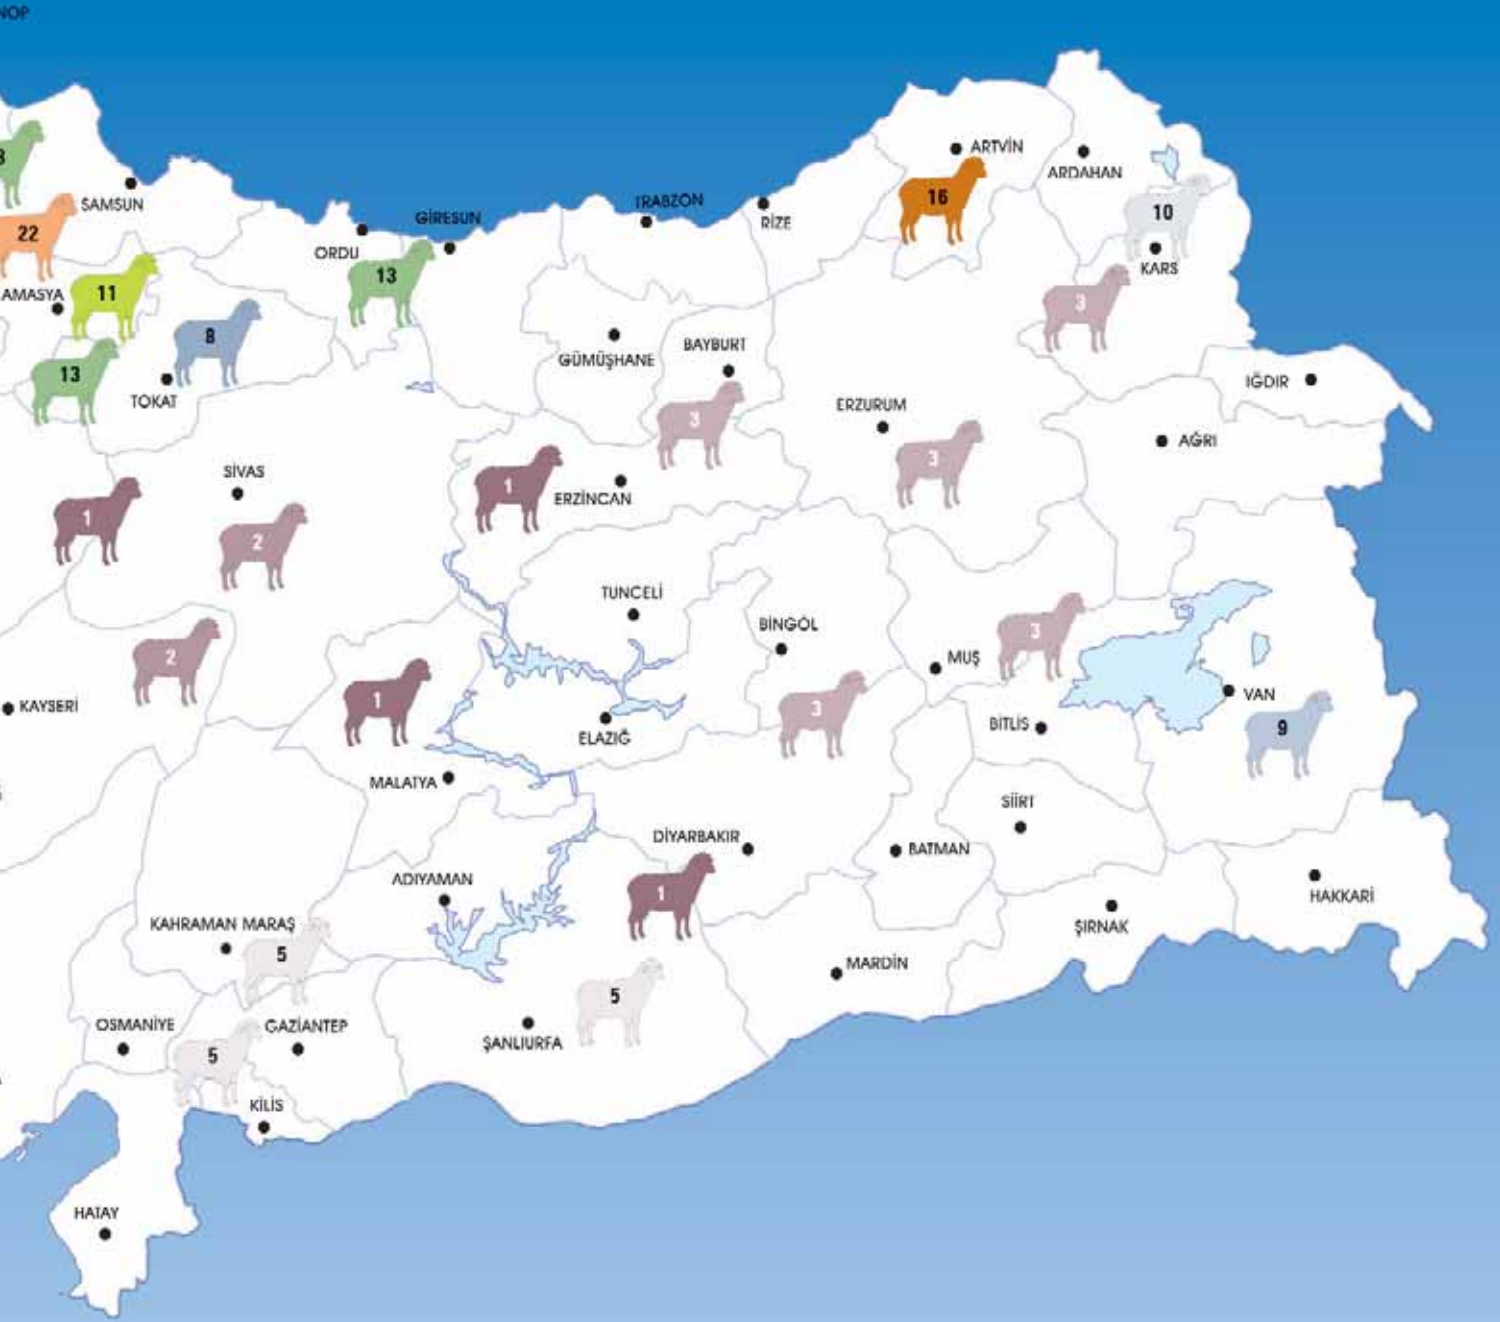 NOP
ARTVİN
ARDAHAN
3
SAMSUN
16
TRABZON
10
GİRESUN
RİZE
22
ORDU
13
KARS
AMASYA
11
3
8
GÜMÜŞHANE
BAYBURT
13
TOKAT
IĞDIR
ERZURUM
3
AĞRI
SİVAS
3
1
ERZİNCAN
1
2
TUNCELİ
BİNGÖL
3
2
MUŞ
KAYSERİ
1
3
VAN
BİTLİS
9
ELAZIĞ
MALATYA
SİİRT
DİYARBAKIR
BATMAN
ADIYAMAN
1
HAKKARİ
KAHRAMAN MARAŞ
ŞIRNAK
5
MARDİN
5
OSMANİYE
GAZİANTEP
ŞANLIURFA
5
KİLİS
HATAY